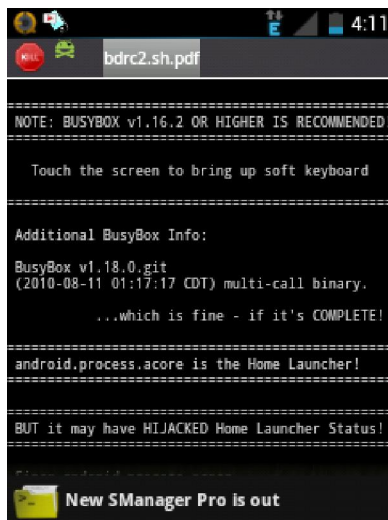 E 4:11
KILL bdrc2.sh.pdf
================================================
NOTE: BUSYBOX v1.16.2 OR HIGHER IS RECOMMENDED
================================================
Touch the screen to bring up soft keyboard
================================================
Additional BusyBox Info:
BusyBox v1.18.0.git
(2010-08-11 01:17:17 CDT) multi-call binary.
...which is fine - if it's COMPLETE!
================================================
android.process.acore is the Home Launcher!
================================================
================================================
BUT it may have HIJACKED Home Launcher Status!
================================================
New SManager Pro is out